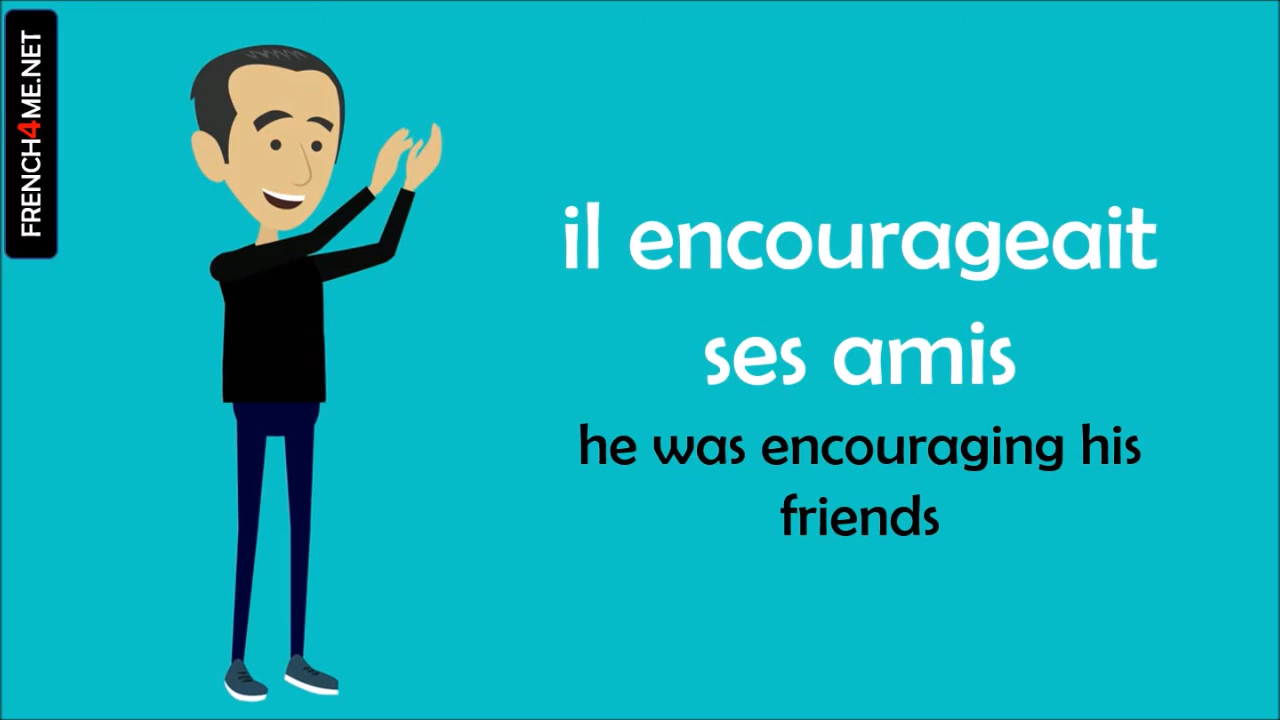 FRENCH4ME.NET
il encourageait
ses amis
he was encouraging his
friends